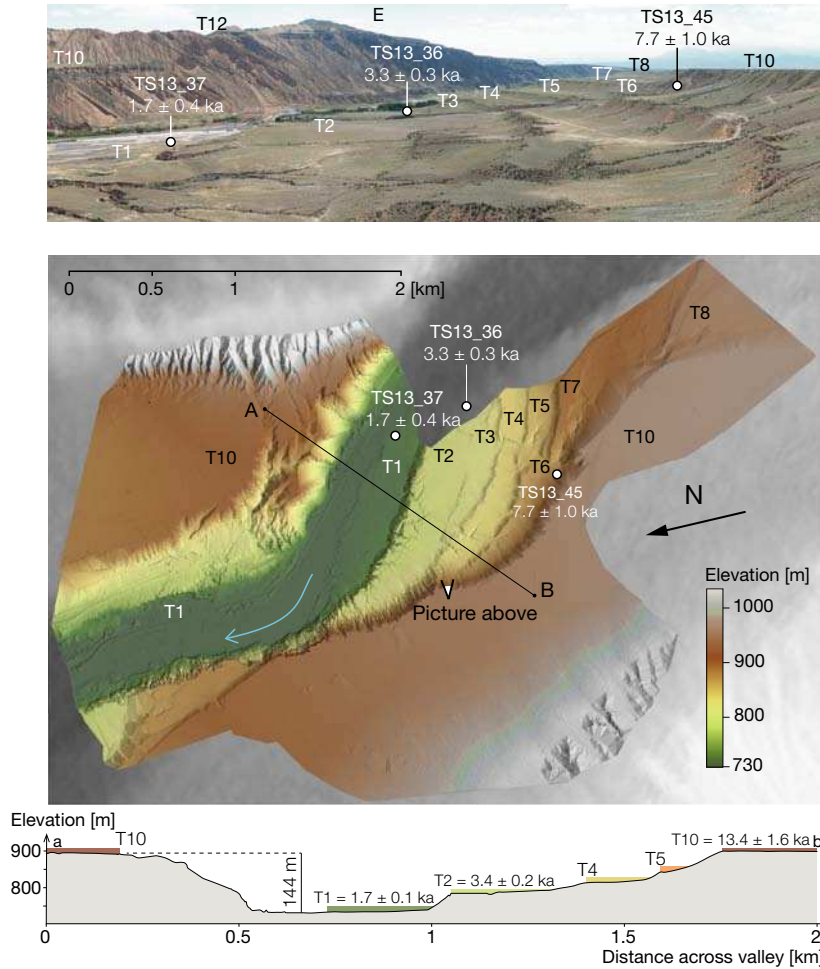 E
T12
TS13_45
7.7 ± 1.0 ka
T10
TS13_36
3.3 ± 0.3 ka
T8
T10
T7
TS13_37
1.7 ± 0.4 ka
T6
T5
T4
T3
T2
T1
0 0.5 1 2 [km]
T8
TS13_36
3.3 ± 0.3 ka
T7
TS13_37
1.7 ± 0.4 ka
A
T5
T4
T3
T10
T10
T2
T1
T6
TS13_45
7.7 ± 1.0 ka
N
B
Picture above
T1
Elevation [m]
1000
900
800
730
Elevation [m]
a
T10
T10 = 13.4 ± 1.6 ka
b
900
144 m
T5
T4
T2 = 3.4 ± 0.2 ka
800
T1 = 1.7 ± 0.1 ka
0 0.5 1 1.5 2
Distance across valley [km]